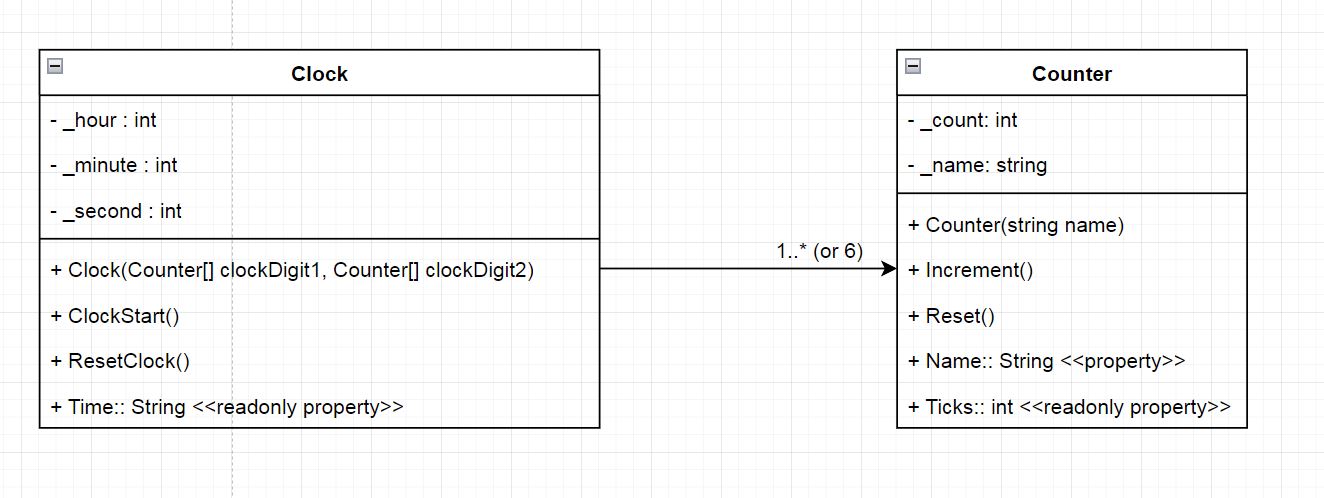 Clock
- _hour : int
- _minute : int
- _second : int
+ Clock(Counter[] clockDigit1, Counter[] clockDigit2)
+ ClockStart()
+ ResetClock()
+ Time:: String <<readonly property>>
1..* (or 6)
Counter
- _count: int
- _name: string
+ Counter(string name)
+ Increment()
+ Reset()
+ Name:: String <<property>>
+ Ticks:: int <<readonly property>>